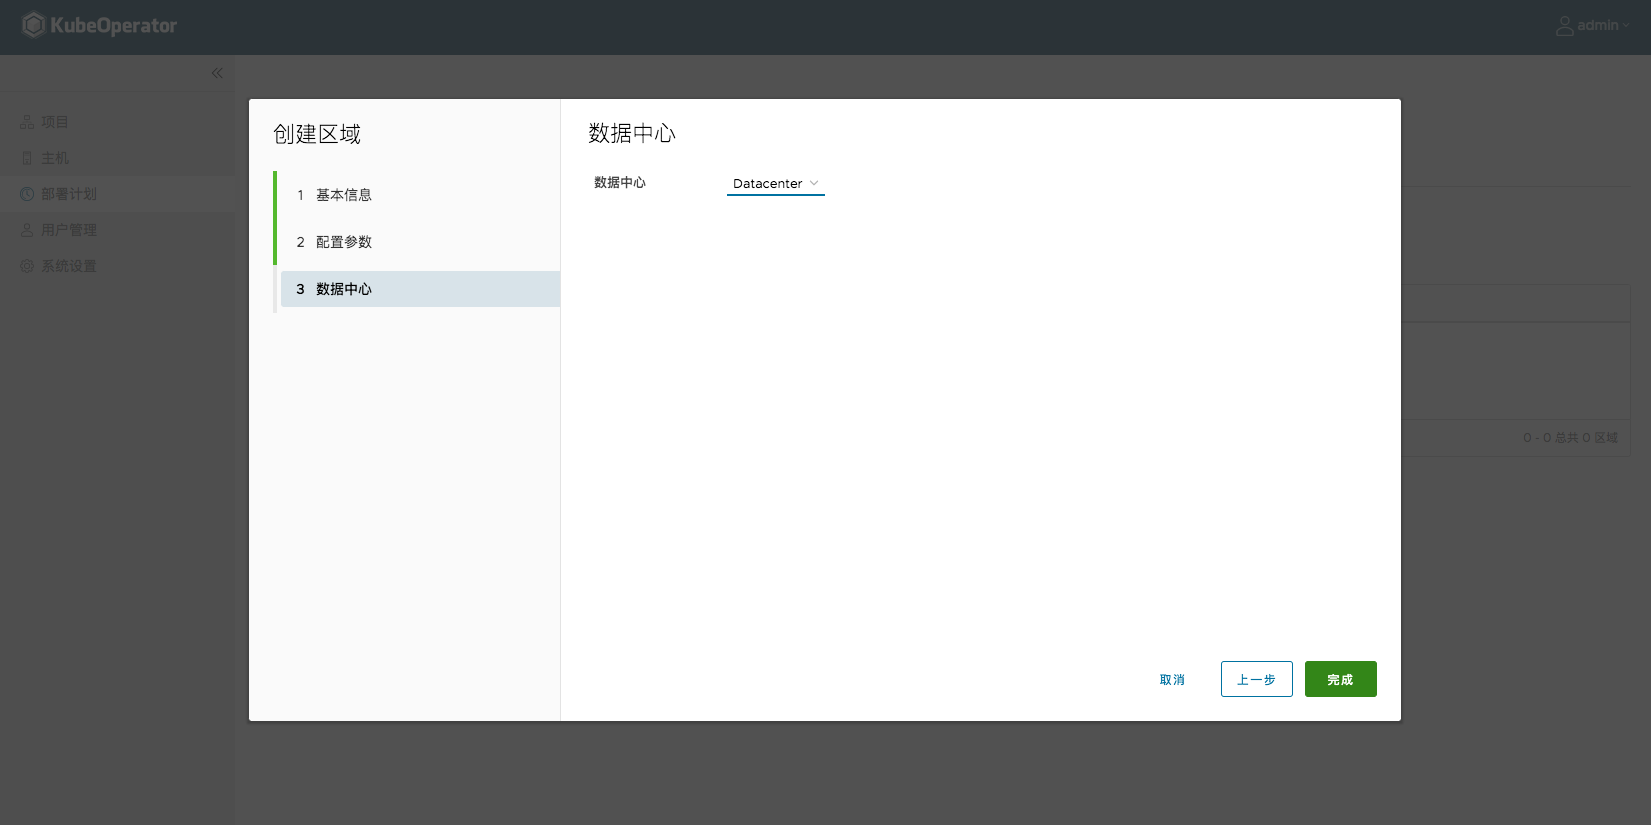 KubeOperator
admin
项目
主机
部署计划
用户管理
系统设置
创建区域
1 基本信息
2 配置参数
3 数据中心
数据中心
数据中心 Datacenter
0 - 0 总共 0 区域
取消
上一步
完成